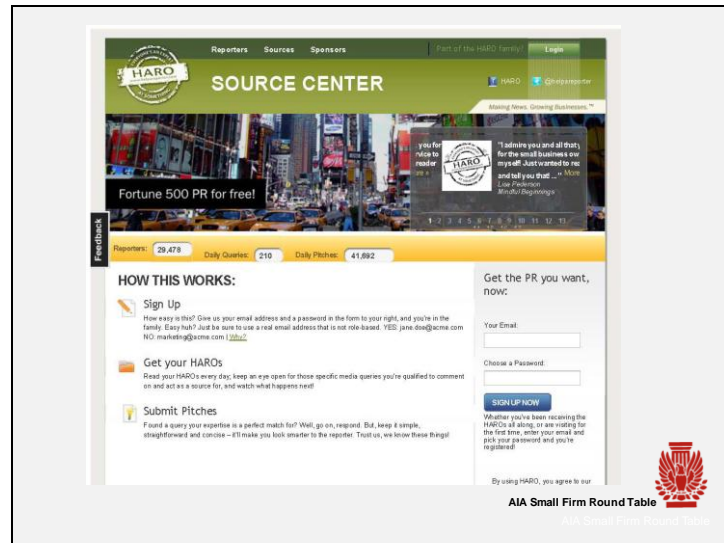 Reporters Sources Sponsors
Part of the HARO family?
Login
HARO
SOURCE CENTER
HARO
@helpareporter
Making News. Growing Businesses.™
Fortune 500 PR for free!
you for
vice to
reader
HARO
"I admire you and all that y
for the small business ow
myself! Just wanted to rea
and tell you that! ..." More
Lisa Pederson
Mindful Beginnings
1 2 3 4 5 6 7 8 9 10 11 12 13
Feedback
Reporters: 29,478 Daily Queries: 210 Daily Pitches: 41,692
HOW THIS WORKS:
Sign Up
How easy is this? Give us your email address and a password in the form to your right, and you're in the
family. Easy huh? Just be sure to use a real email address that is not role-based. YES: jane.doe@acme.com
NO: marketing@acme.com | Why?
Get your HAROs
Read your HAROs every day; keep an eye open for those specific media queries you're qualified to comment
on and act as a source for, and watch what happens next!
Submit Pitches
Found a query your expertise is a perfect match for? Well, go on, respond. But, keep it simple,
straightforward and concise – it'll make you look smarter to the reporter. Trust us, we know these things!
Get the PR you want,
now:
Your Email:
Choose a Password:
SIGN UP NOW
Whether you've been receiving the
HAROs all along, or are visiting for
the first time, enter your email and
pick your password and you're
registered!
By using HARO, you agree to our
AIA Small Firm Round Table
AIA Small Firm Round Table